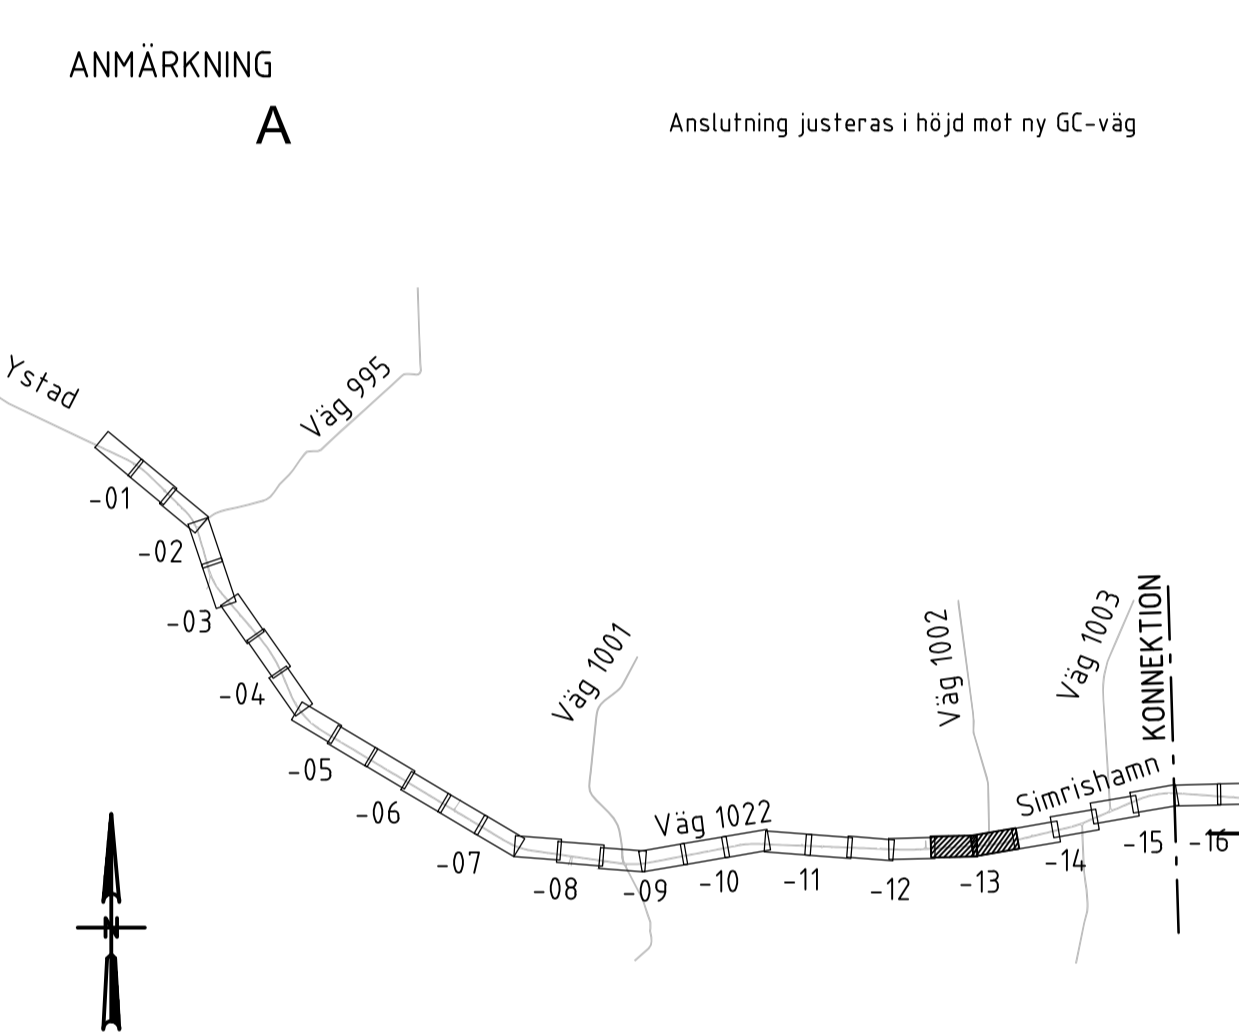 ANMÄRKNING
A
Anslutning justeras i höjd mot ny GC-väg
Ystad
Väg 995
-01
-02
-03
-04
-05
-06
-07
-08
-09
-10
-11
-12
-13
-14
-15
-16
Väg 1001
Väg 1022
Väg 1002
Väg 1003
Simrishamn
KONNEKTION
N